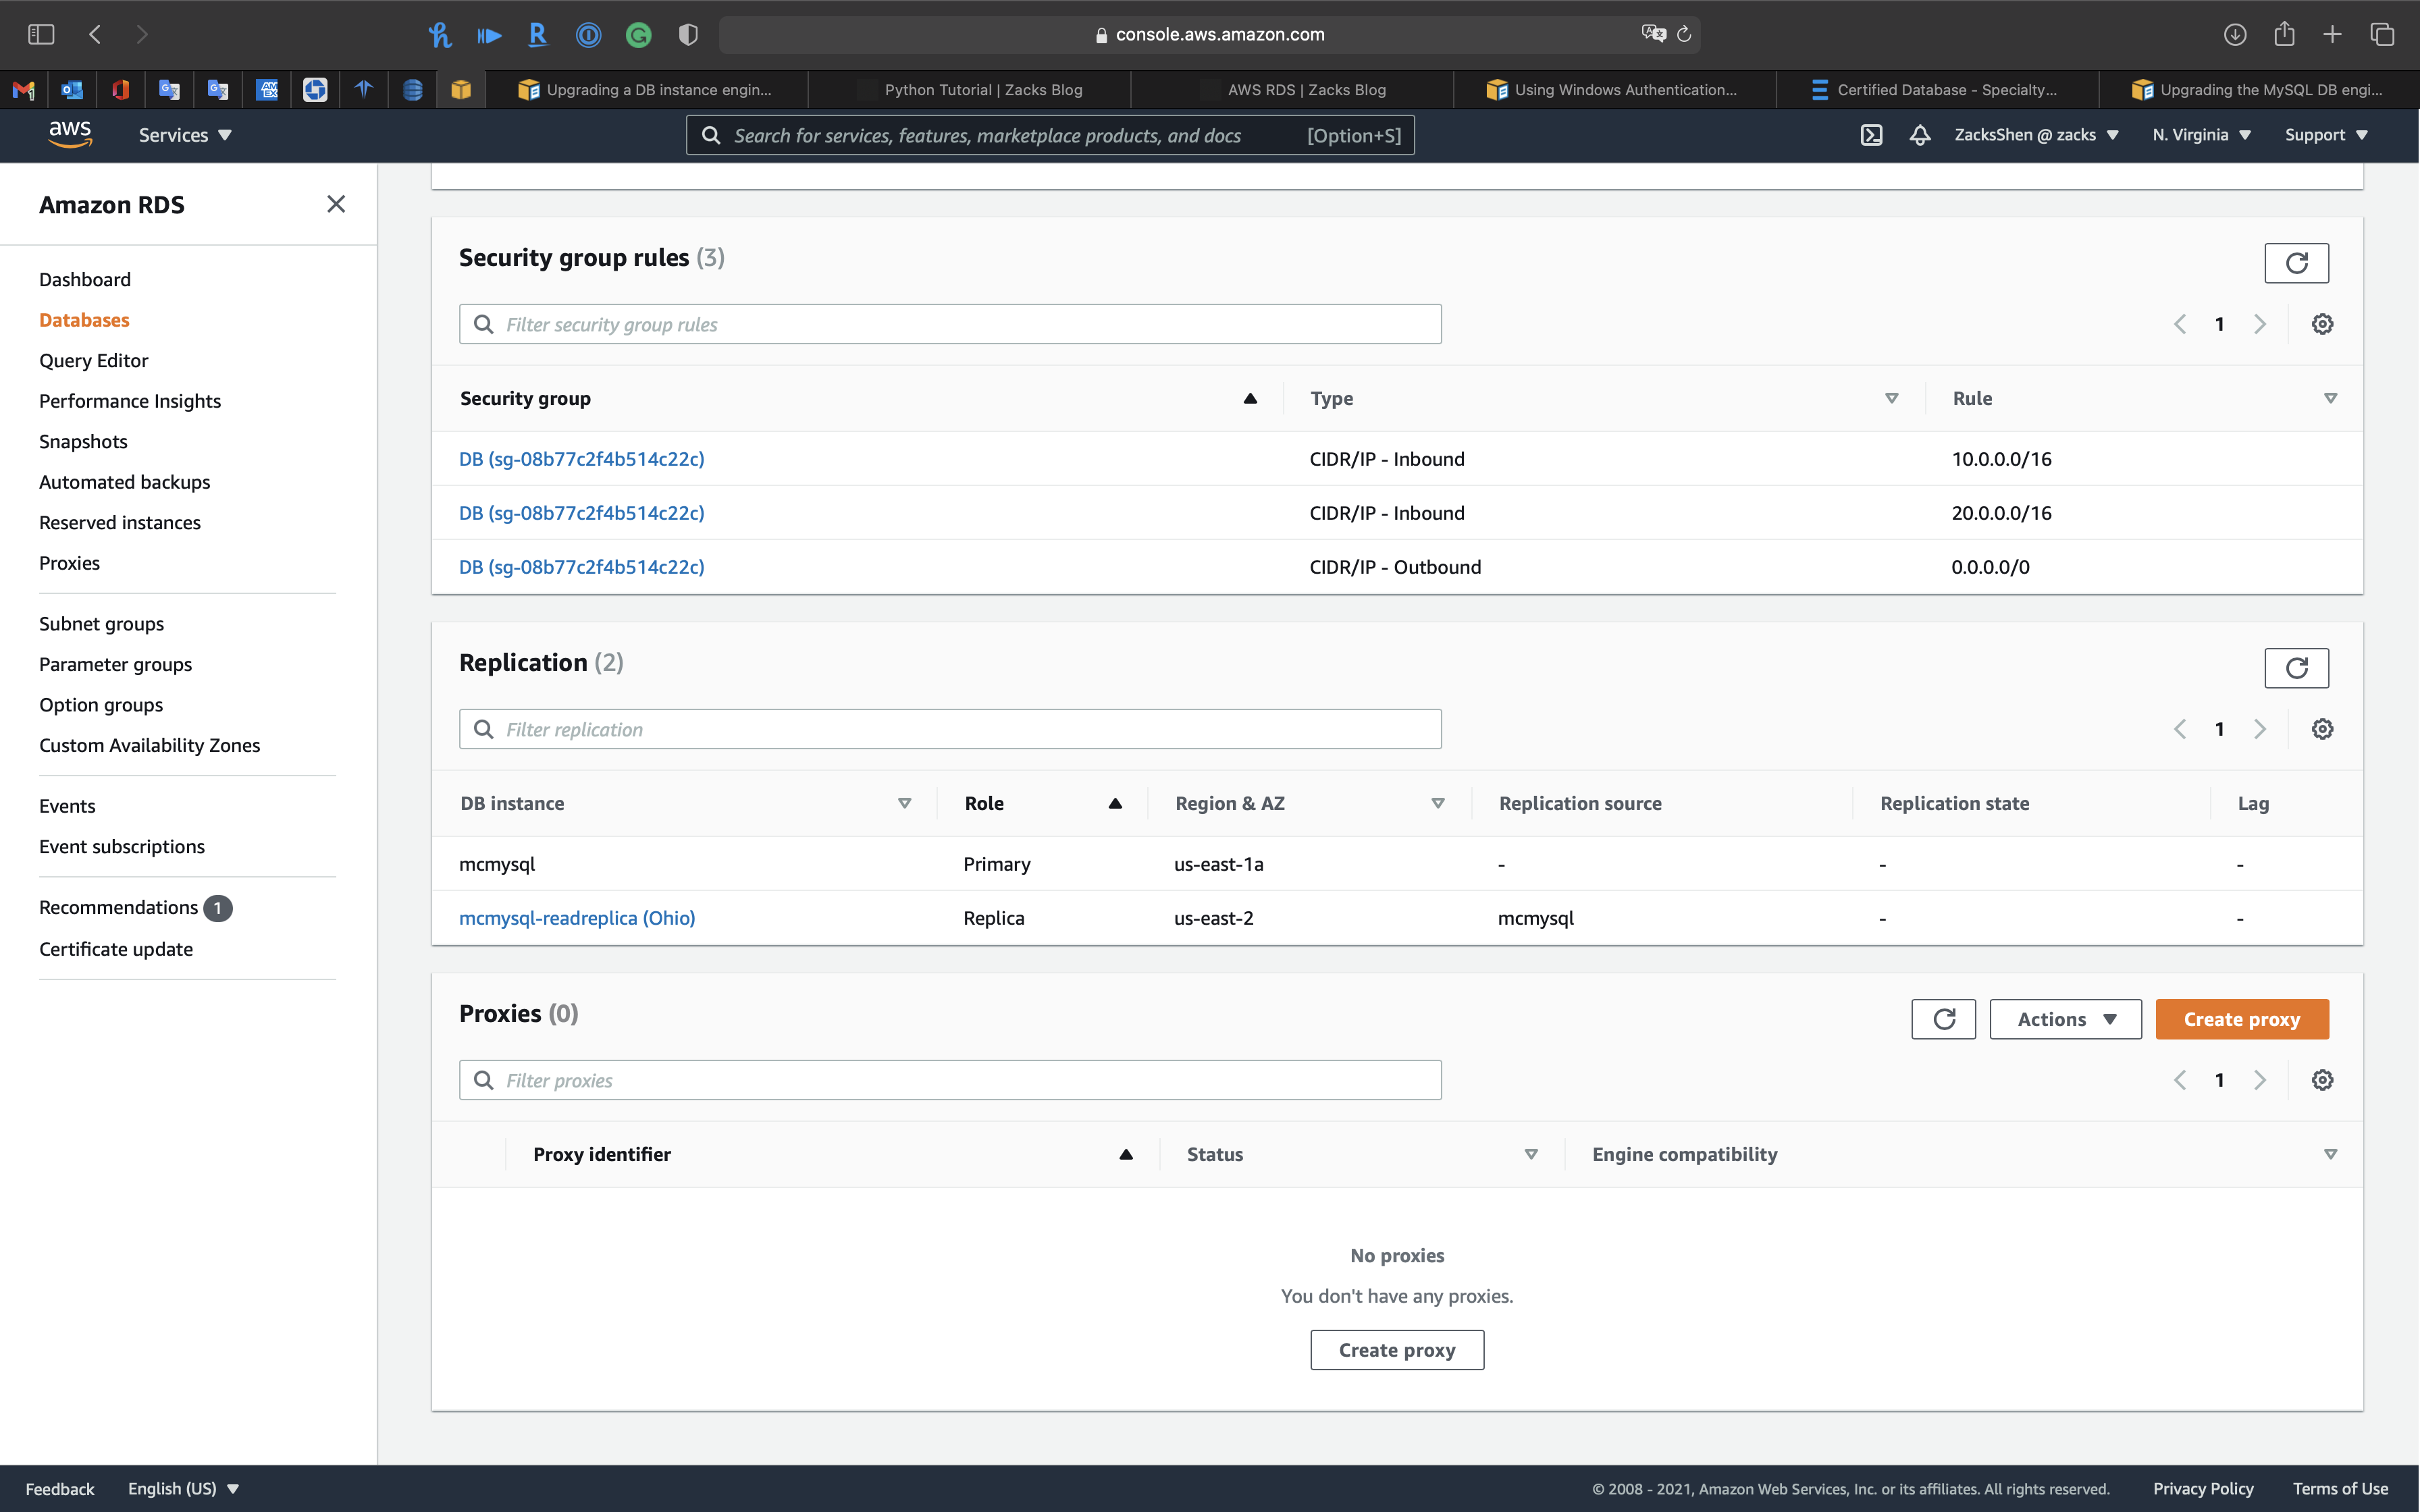 console.aws.amazon.com
Upgrading a DB instance engin...
Python Tutorial | Zacks Blog
AWS RDS | Zacks Blog
Using Windows Authentication...
Certified Database - Specialty...
Upgrading the MySQL DB engi...
aws
Services
Search for services, features, marketplace products, and docs [Option+S]
ZacksShen @ zacks
N. Virginia
Support
Amazon RDS
Dashboard
Databases
Query Editor
Performance Insights
Snapshots
Automated backups
Reserved instances
Proxies
Subnet groups
Parameter groups
Option groups
Custom Availability Zones
Events
Event subscriptions
Recommendations 1
Certificate update
Security group rules (3)
Filter security group rules
1
Security group Type Rule
DB (sg-08b77c2f4b514c22c) CIDR/IP - Inbound 10.0.0.0/16
DB (sg-08b77c2f4b514c22c) CIDR/IP - Inbound 20.0.0.0/16
DB (sg-08b77c2f4b514c22c) CIDR/IP - Outbound 0.0.0.0/0
Replication (2)
Filter replication
1
DB instance Role Region & AZ Replication source Replication state Lag
mcmysql Primary us-east-1a - - -
mcmysql-readreplica (Ohio) Replica us-east-2 mcmysql - -
Proxies (0)
Actions
Create proxy
Filter proxies
1
Proxy identifier Status Engine compatibility
No proxies
You don't have any proxies.
Create proxy
Feedback English (US)
© 2008 - 2021, Amazon Web Services, Inc. or its affiliates. All rights reserved. Privacy Policy Terms of Use